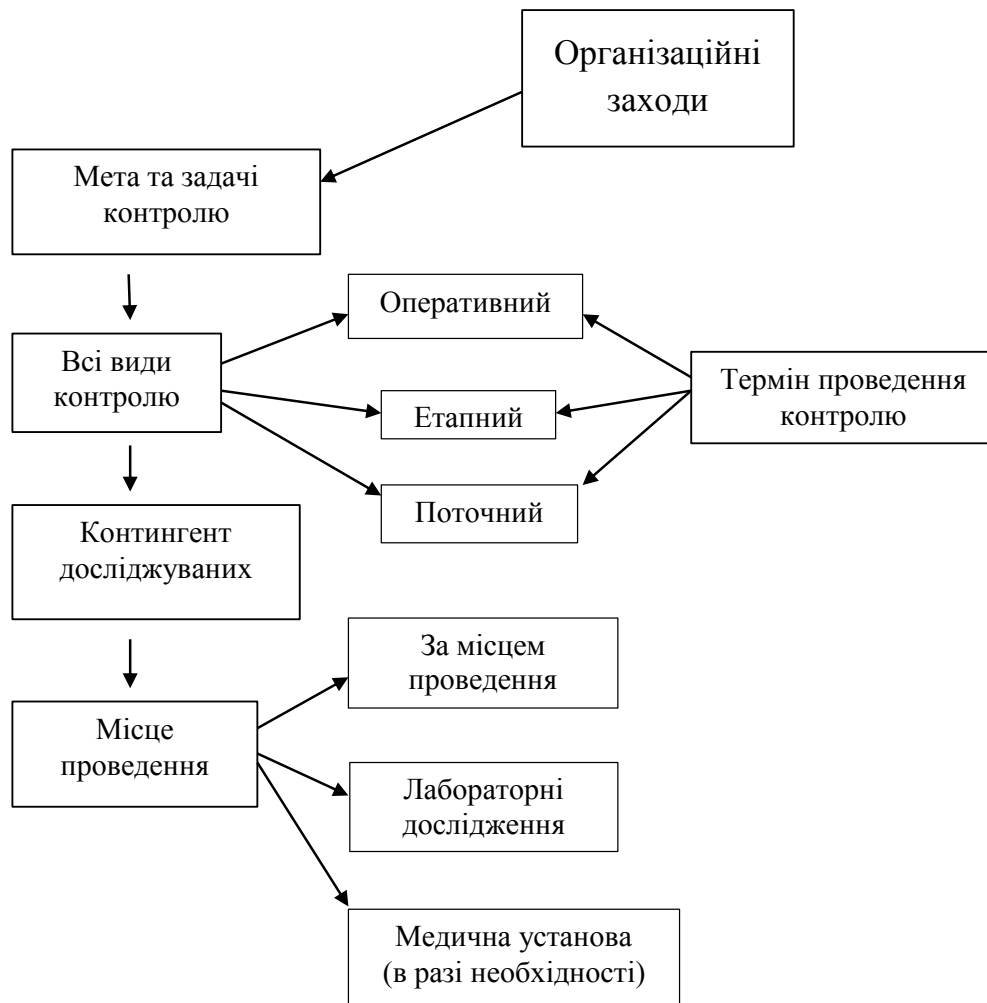 Організаційні
заходи
Мета та задачі
контролю
Оперативний
Всі види
контролю
Термін проведення
контролю
Етапний
Поточний
Контингент
досліджуваних
За місцем
проведення
Місце
проведення
Лабораторні
дослідження
Медична установа
(в разі необхідності)